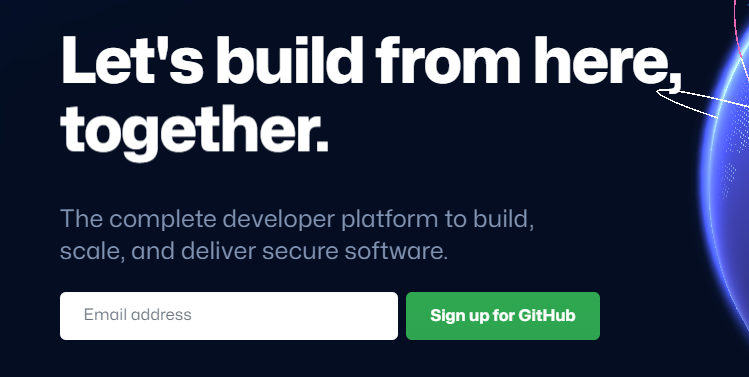 Let's build from here,
together.
The complete developer platform to build,
scale, and deliver secure software.
Email address
Sign up for GitHub